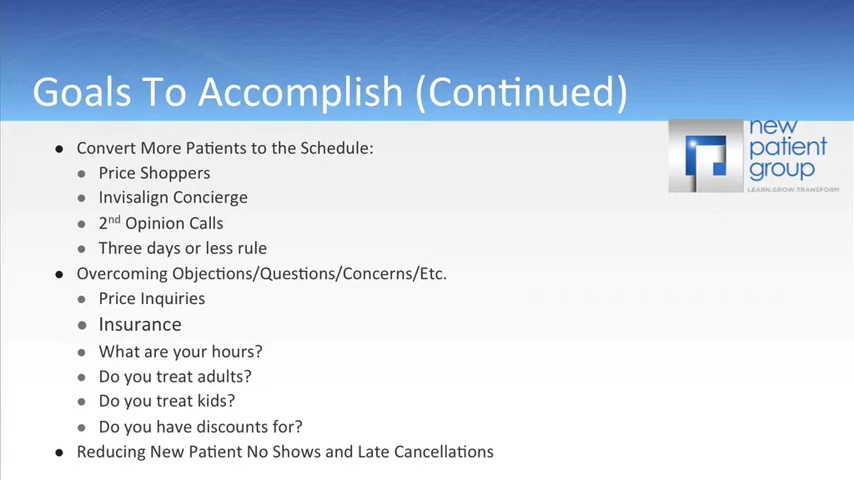 Goals To Accomplish (Continued)
new
patient
group
LEARN.GROW.TRANSFORM
● Convert More Patients to the Schedule:
● Price Shoppers
● Invisalign Concierge
● 2nd Opinion Calls
● Three days or less rule
● Overcoming Objections/Questions/Concerns/Etc.
● Price Inquiries
● Insurance
● What are your hours?
● Do you treat adults?
● Do you treat kids?
● Do you have discounts for?
● Reducing New Patient No Shows and Late Cancellations